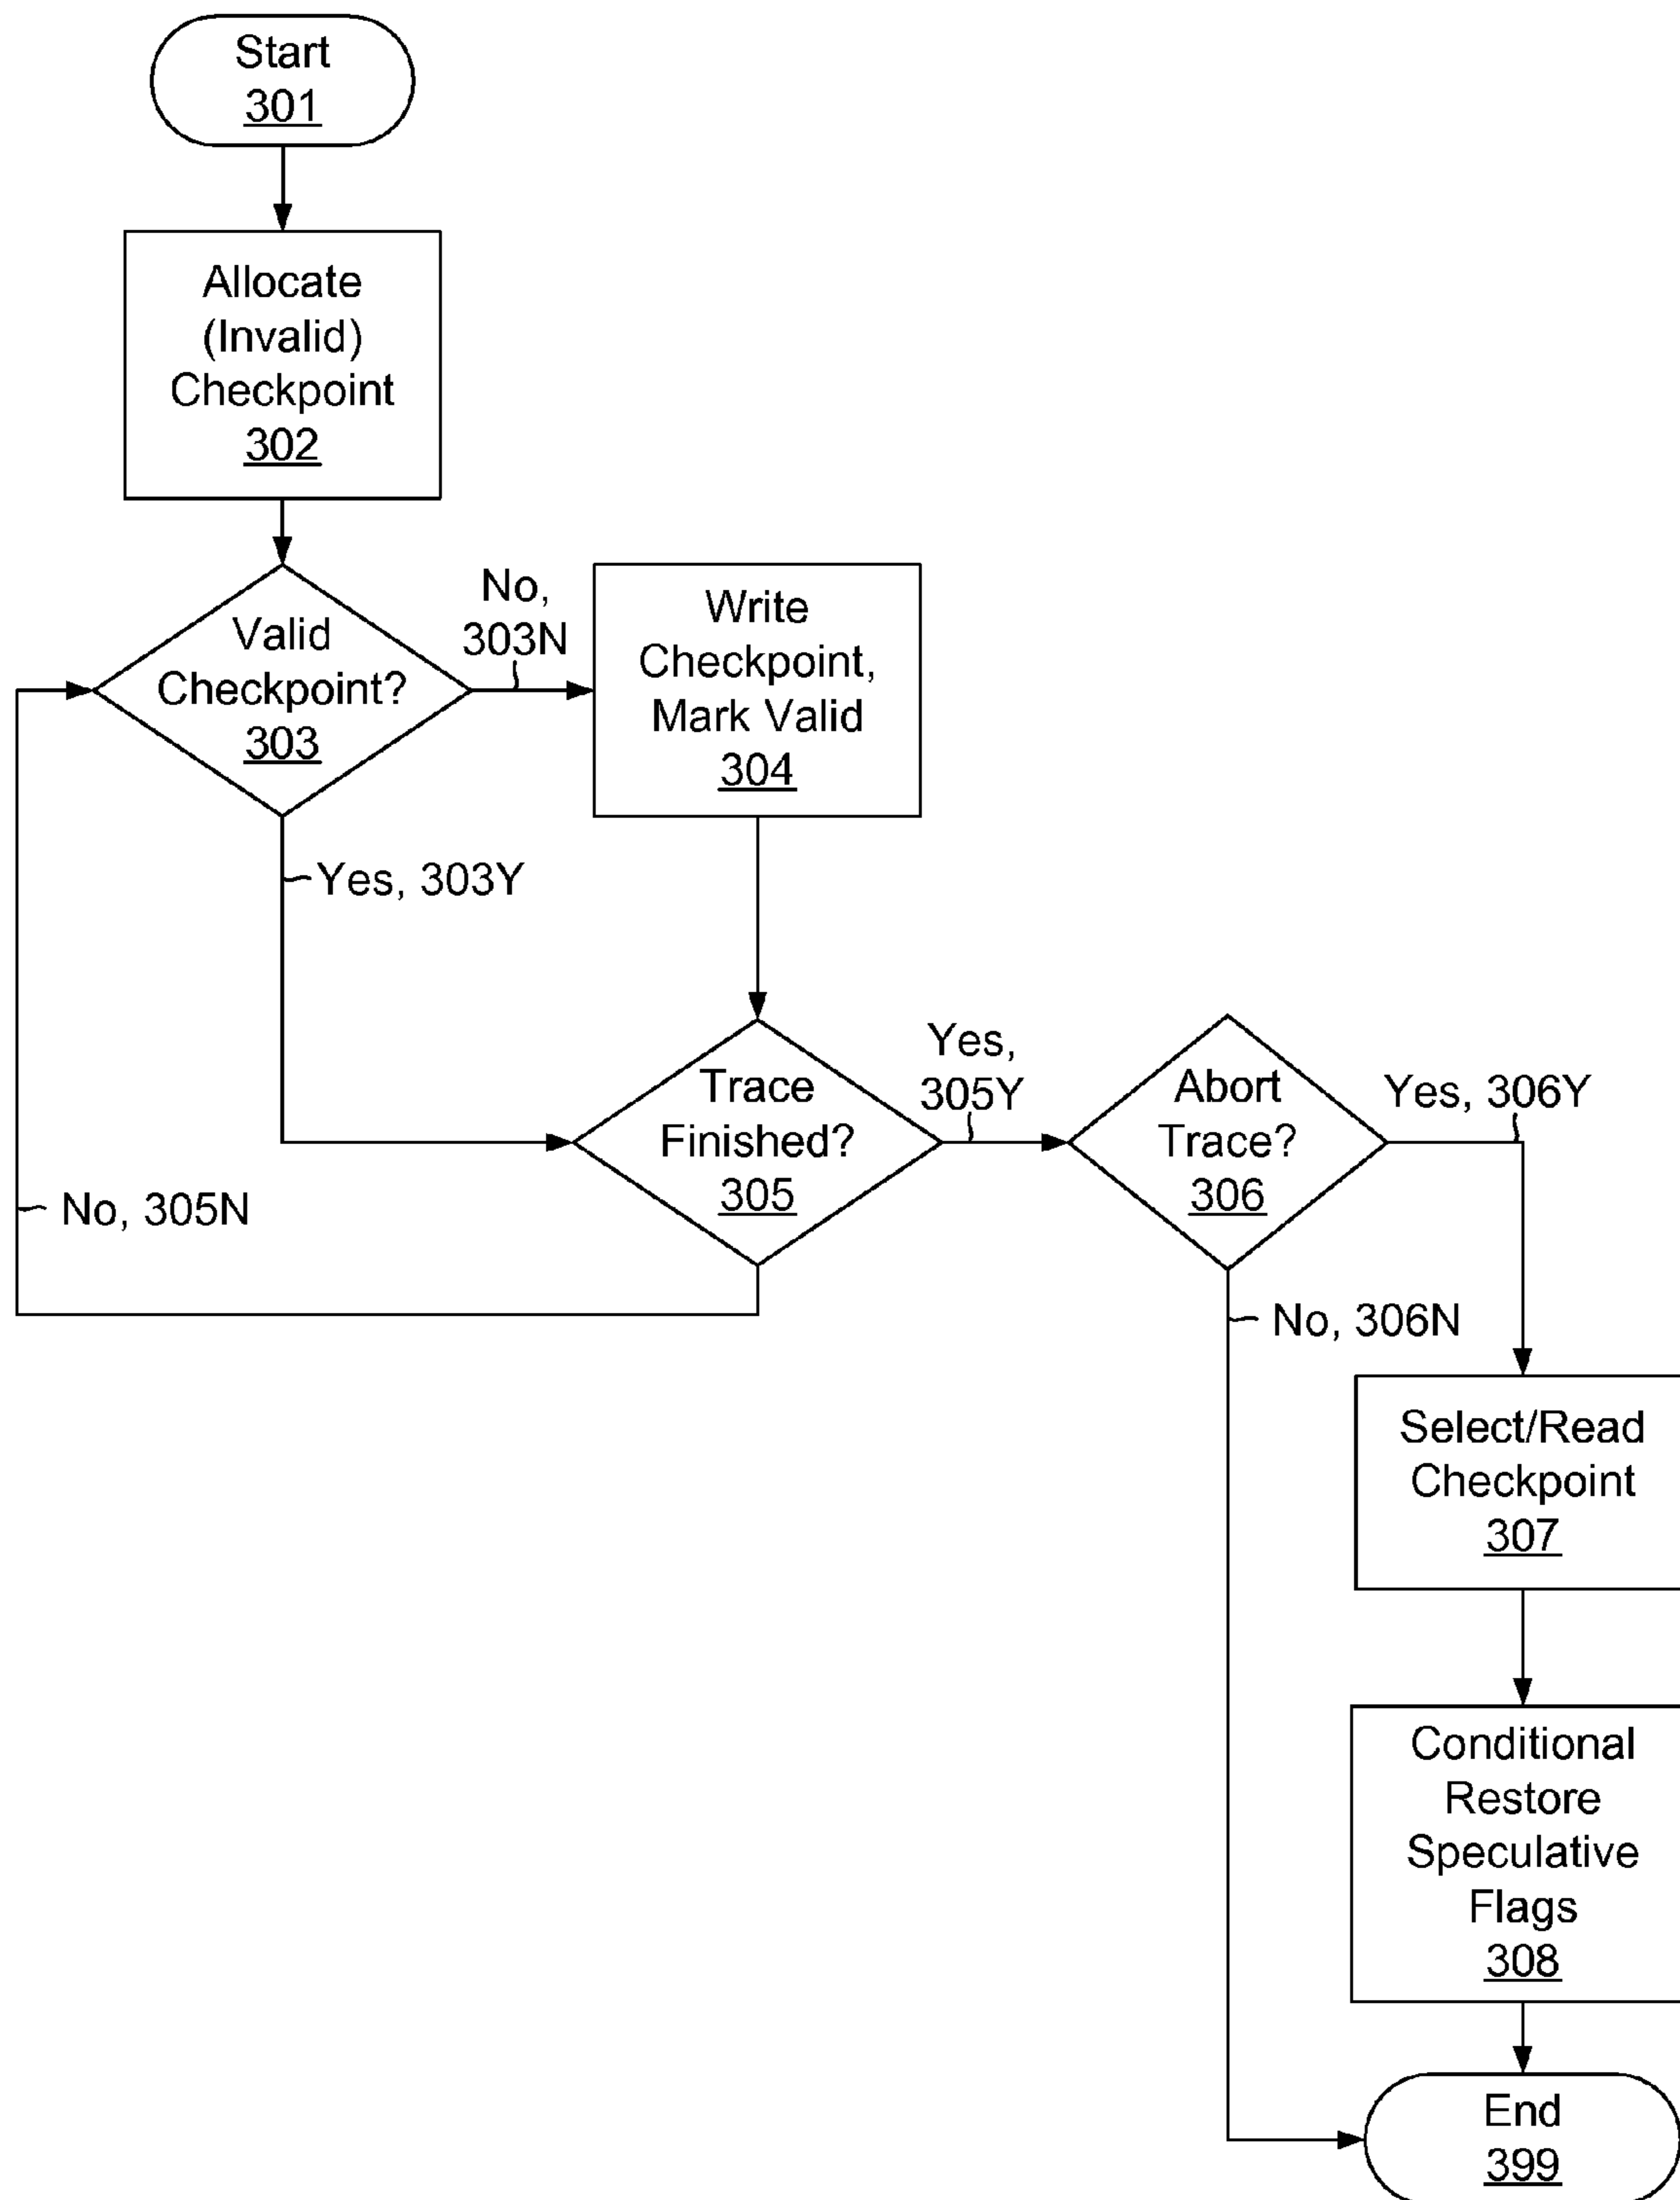 Start
301
Allocate
(Invalid)
Checkpoint
302
Valid
Checkpoint?
303
No,
303N
Write
Checkpoint,
Mark Valid
304
Yes, 303Y
Trace
Finished?
305
Yes,
305Y
No, 305N
Abort
Trace?
306
Yes, 306Y
No, 306N
Select/Read
Checkpoint
307
Conditional
Restore
Speculative
Flags
308
End
399